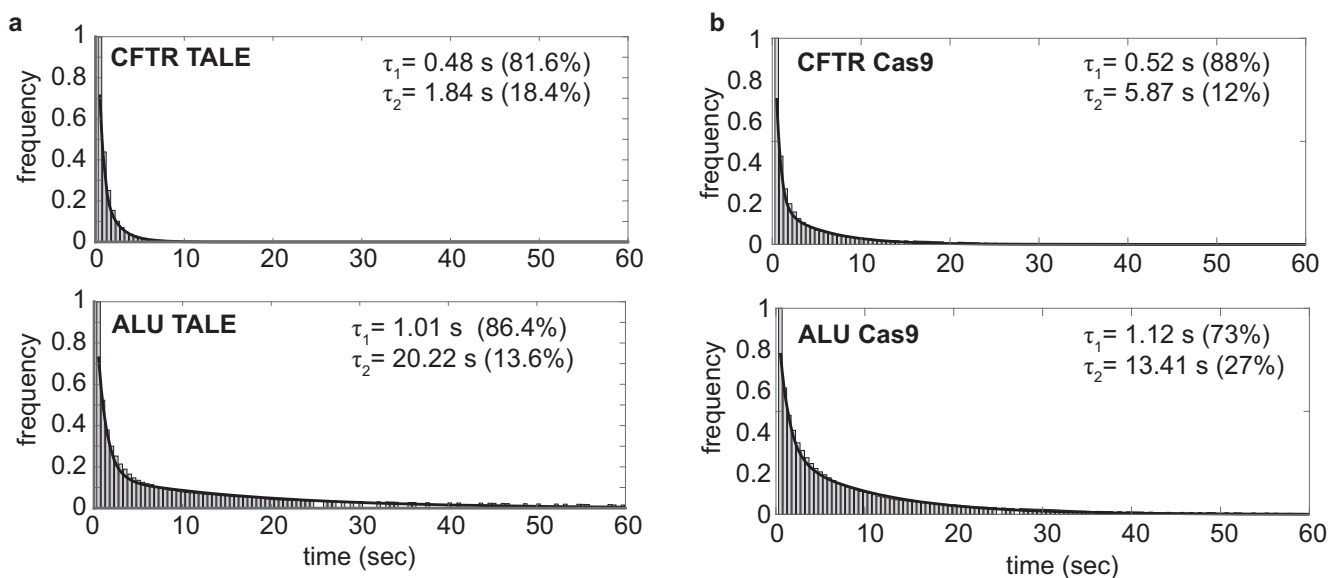 a
CFTR TALE
τ1= 0.48 s (81.6%)
τ2= 1.84 s (18.4%)
frequency
1
0.8
0.6
0.4
0.2
0
0 10 20 30 40 50 60
ALU TALE
τ1= 1.01 s (86.4%)
τ2= 20.22 s (13.6%)
frequency
1
0.8
0.6
0.4
0.2
0
0 10 20 30 40 50 60
time (sec)
b
CFTR Cas9
τ1= 0.52 s (88%)
τ2= 5.87 s (12%)
frequency
1
0.8
0.6
0.4
0.2
0
0 10 20 30 40 50 60
ALU Cas9
τ1= 1.12 s (73%)
τ2= 13.41 s (27%)
frequency
1
0.8
0.6
0.4
0.2
0
0 10 20 30 40 50 60
time (sec)